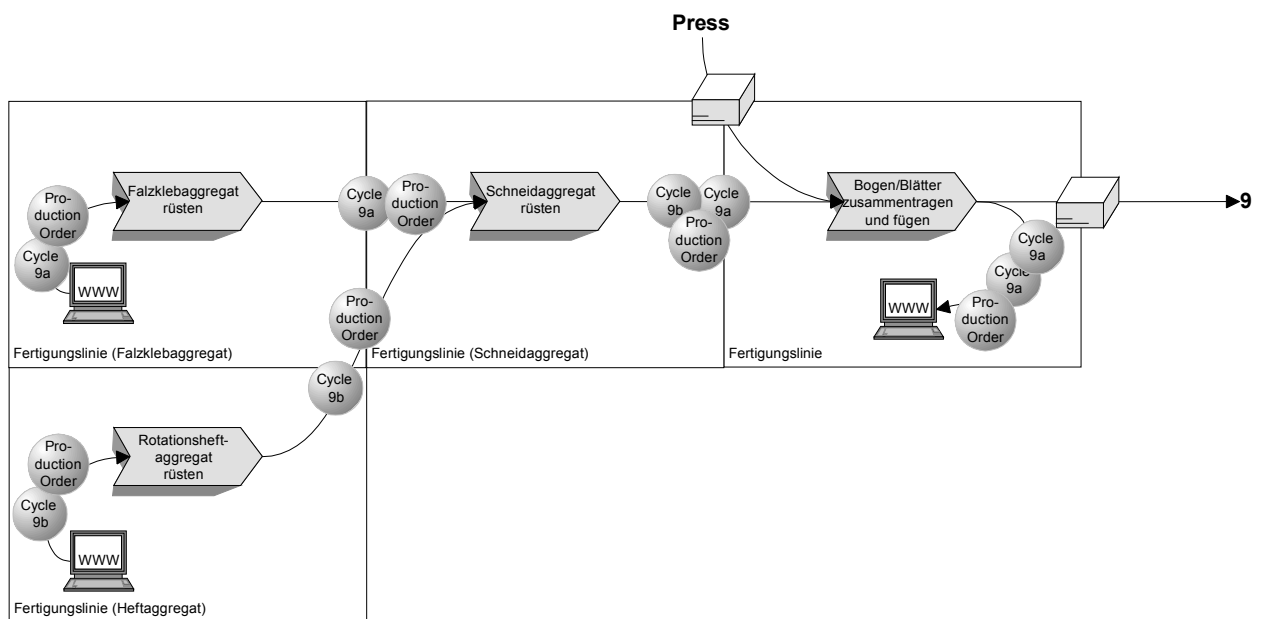 Press
Pro-
duction
Order
Cycle
9a
WWW
Falzklebaggregat
rüsten
Fertigungslinie (Falzklebaggregat)
Cycle
9a
Pro-
duction
Order
Schneidaggregat
rüsten
Pro-
duction
Order
Cycle
9b
Fertigungslinie (Schneidaggregat)
Cycle
9b
Cycle
9a
Pro-
duction
Order
Bogen/Blätter
zusammentragen
und fügen
9
Cycle
9a
Cycle
9a
Pro-
duction
Order
WWW
Fertigungslinie
Pro-
duction
Order
Cycle
9b
WWW
Rotationsheft-
aggregat
rüsten
Fertigungslinie (Heftaggregat)